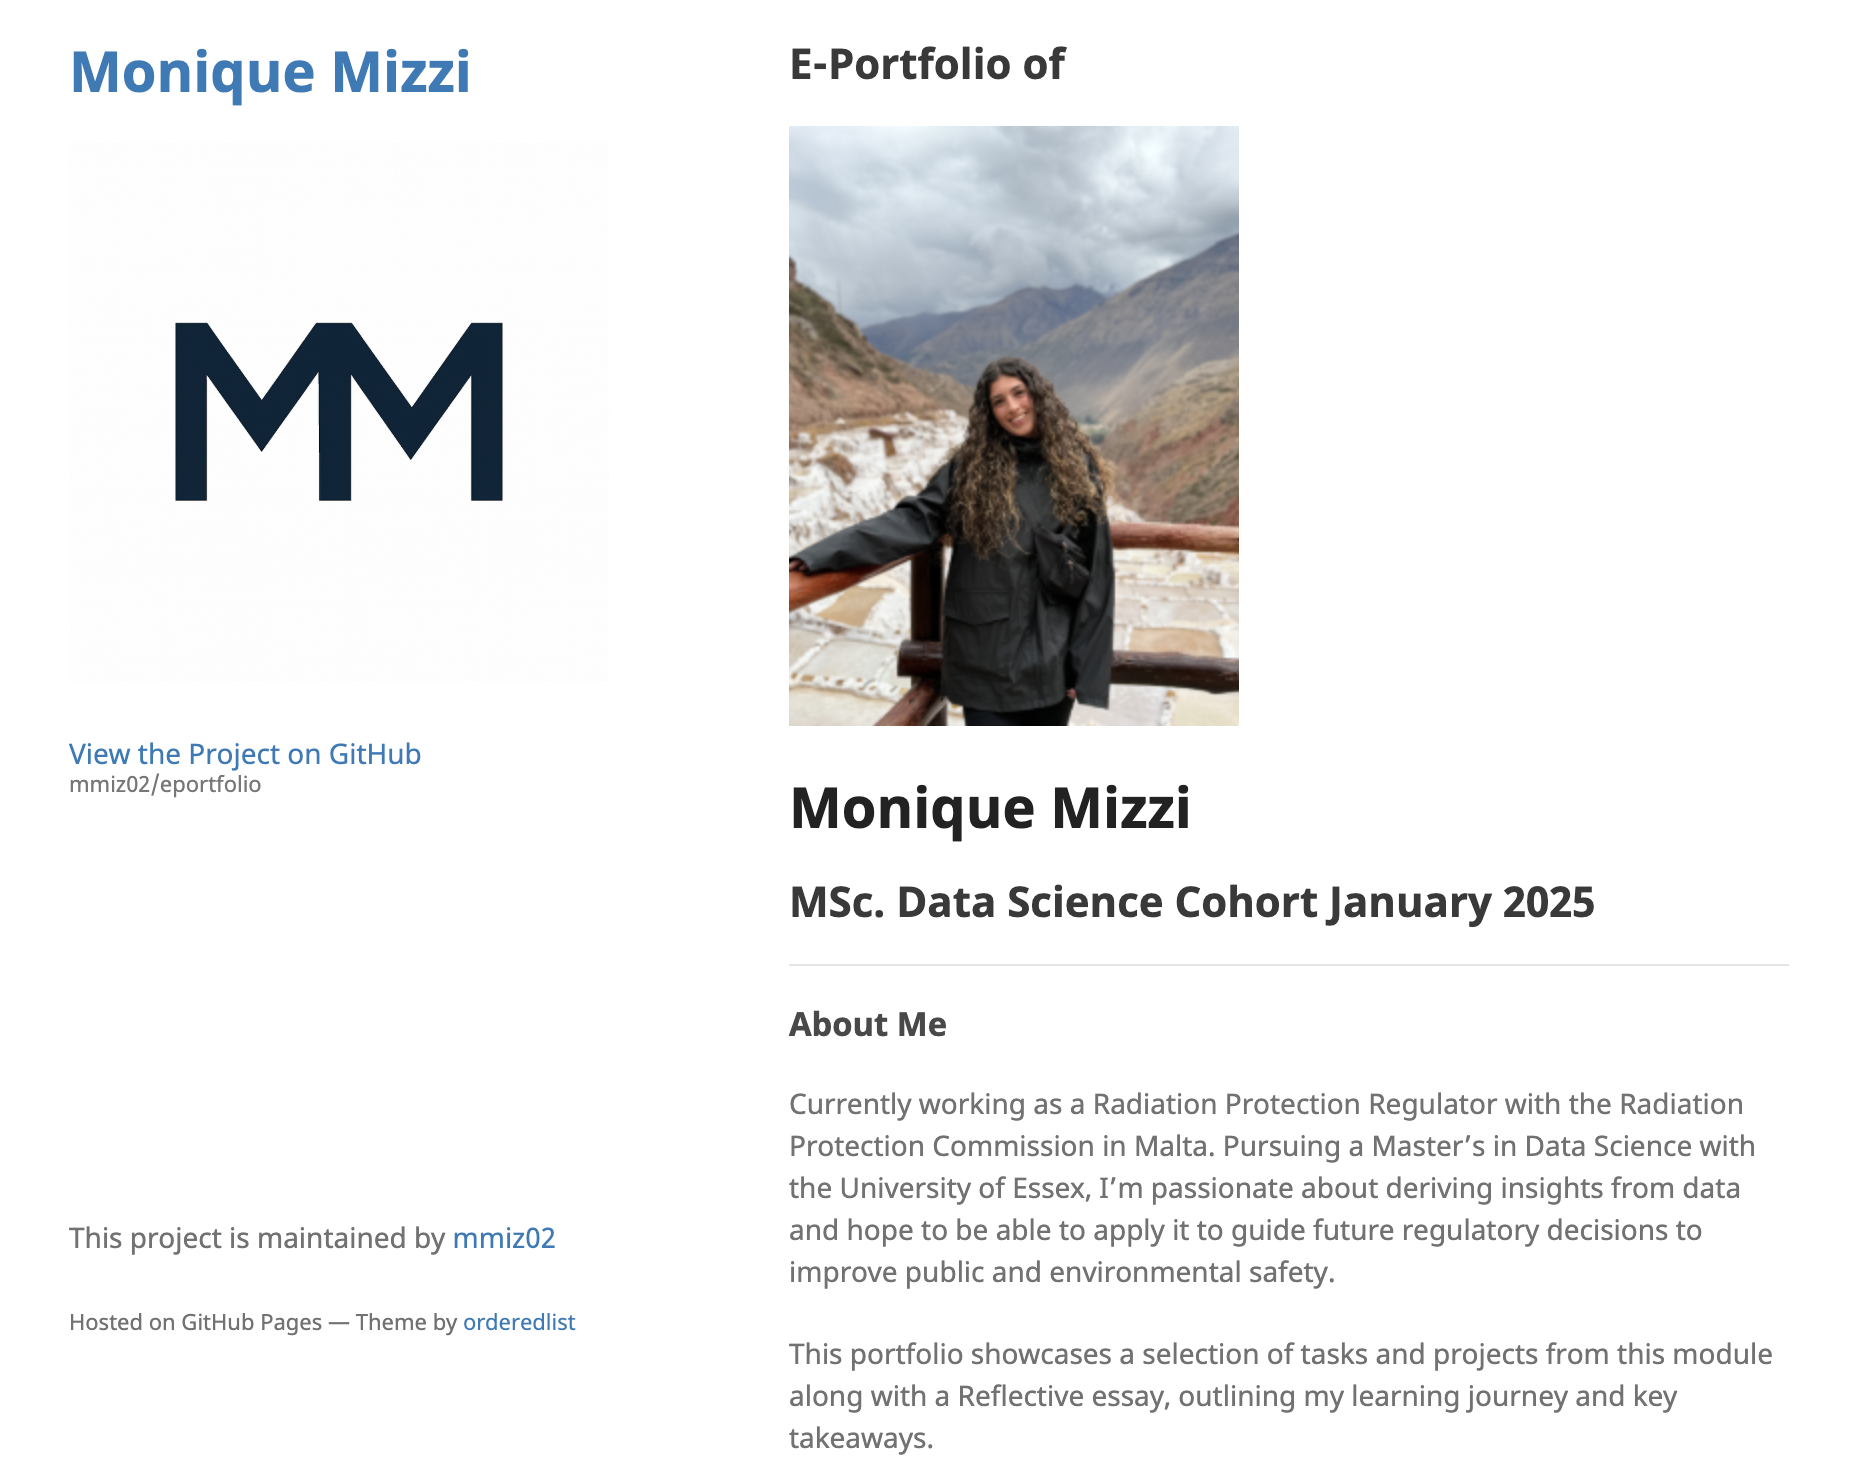 Monique Mizzi
MM
View the Project on GitHub
mmiz02/eportfolio
This project is maintained by mmiz02
Hosted on GitHub Pages — Theme by orderedlist
E-Portfolio of
Monique Mizzi
MSc. Data Science Cohort January 2025
About Me
Currently working as a Radiation Protection Regulator with the Radiation
Protection Commission in Malta. Pursuing a Master’s in Data Science with
the University of Essex, I’m passionate about deriving insights from data
and hope to be able to apply it to guide future regulatory decisions to
improve public and environmental safety.
This portfolio showcases a selection of tasks and projects from this module
along with a Reflective essay, outlining my learning journey and key
takeaways.